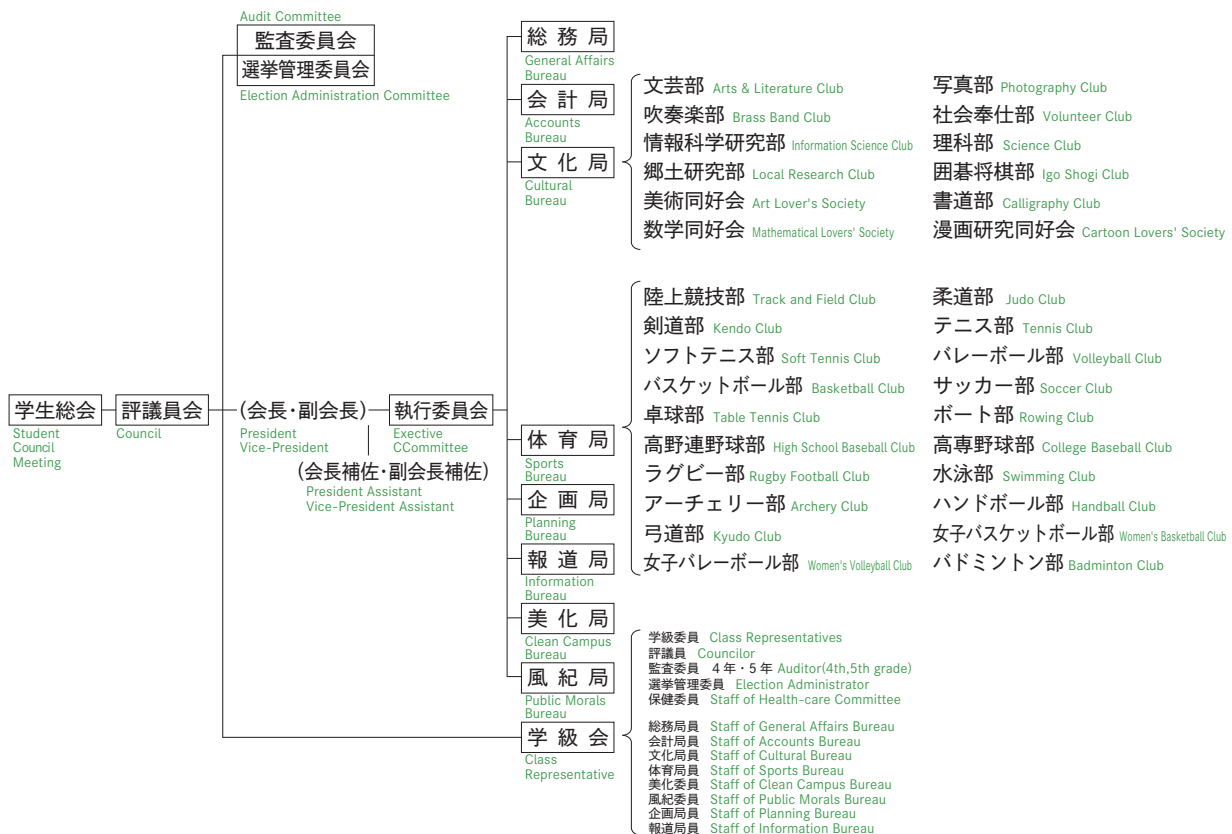 Audit Committee
監査委員会
選挙管理委員会
Election Administration Committee
学生総会
Student
Council
Meeting
評議員会
Council
(会長・副会長)
President
Vice-President
(会長補佐・副会長補佐)
President Assistant
Vice-President Assistant
執行委員会
Exective
CCommittee
総務局
General Affairs
Bureau
会計局
Accounts
Bureau
文化局
Cultural
Bureau
文芸部 Arts & Literature Club
写真部 Photography Club
吹奏楽部 Brass Band Club
社会奉仕部 Volunteer Club
情報科学研究部 Information Science Club
理科部 Science Club
郷土研究部 Local Research Club
囲碁将棋部 Igo Shogi Club
美術同好会 Art Lover's Society
書道部 Calligraphy Club
数学同好会 Mathematical Lovers' Society
漫画研究同好会 Cartoon Lovers' Society
体育局
Sports
Bureau
陸上競技部 Track and Field Club
柔道部 Judo Club
剣道部 Kendo Club
テニス部 Tennis Club
ソフトテニス部 Soft Tennis Club
バレーボール部 Volleyball Club
バスケットボール部 Basketball Club
サッカー部 Soccer Club
卓球部 Table Tennis Club
ボート部 Rowing Club
高野連野球部 High School Baseball Club
高専野球部 College Baseball Club
ラグビー部 Rugby Football Club
水泳部 Swimming Club
アーチェリー部 Archery Club
ハンドボール部 Handball Club
弓道部 Kyudo Club
女子バスケットボール部 Women's Basketball Club
女子バレーボール部 Women's Volleyball Club
バドミントン部 Badminton Club
企画局
Planning
Bureau
報道局
Information
Bureau
美化局
Clean Campus
Bureau
風紀局
Public Morals
Bureau
学級会
Class
Representative
学級委員 Class Representatives
評議員 Councilor
監査委員 4年・5年 Auditor(4th,5th grade)
選挙管理委員 Election Administrator
保健委員 Staff of Health-care Committee
総務局員 Staff of General Affairs Bureau
会計局員 Staff of Accounts Bureau
文化局員 Staff of Cultural Bureau
体育局員 Staff of Sports Bureau
美化委員 Staff of Clean Campus Bureau
風紀委員 Staff of Public Morals Bureau
企画局員 Staff of Planning Bureau
報道局員 Staff of Information Bureau